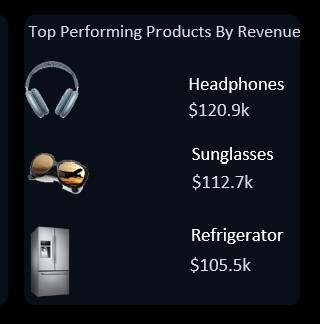 Top Performing Products By Revenue
Headphones
$120.9k
Sunglasses
$112.7k
Refrigerator
$105.5k